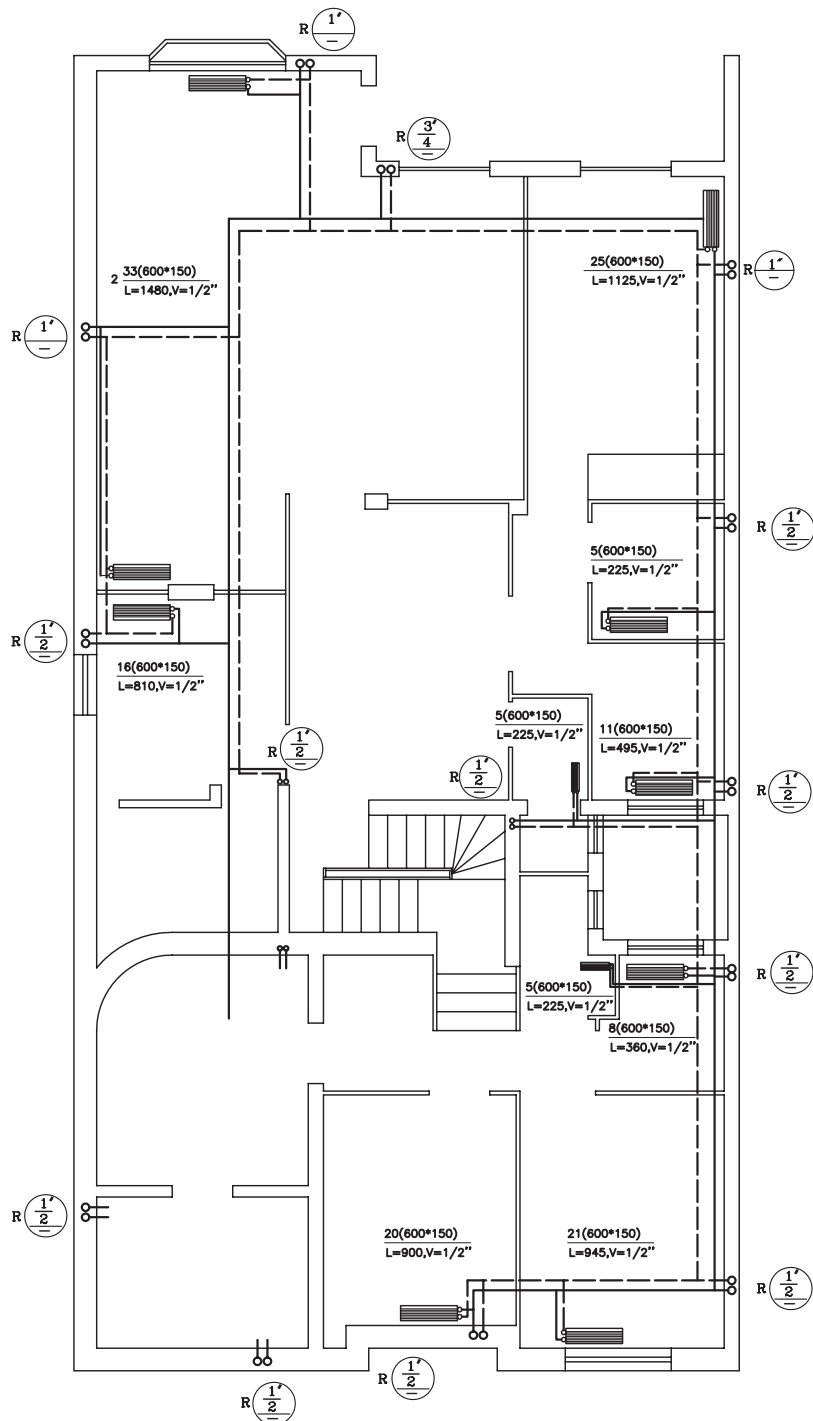 R 1'
—
R 3'
4
—
2 33(600*150)
L=1480,V=1/2"
25(600*150)
L=1125,V=1/2"
R 1"
—
R 1'
—
R 1'
2
—
5(600*150)
L=225,V=1/2"
R 1'
2
—
16(600*150)
L=810,V=1/2"
5(600*150)
L=225,V=1/2"
11(600*150)
L=495,V=1/2"
R 1'
2
—
R 1'
2
—
R 1'
2
—
R 1'
2
—
5(600*150)
L=225,V=1/2"
8(600*150)
L=360,V=1/2"
R 1'
2
—
20(600*150)
L=900,V=1/2"
21(600*150)
L=945,V=1/2"
R 1'
2
—
R 1'
2
—
R 1'
2
—